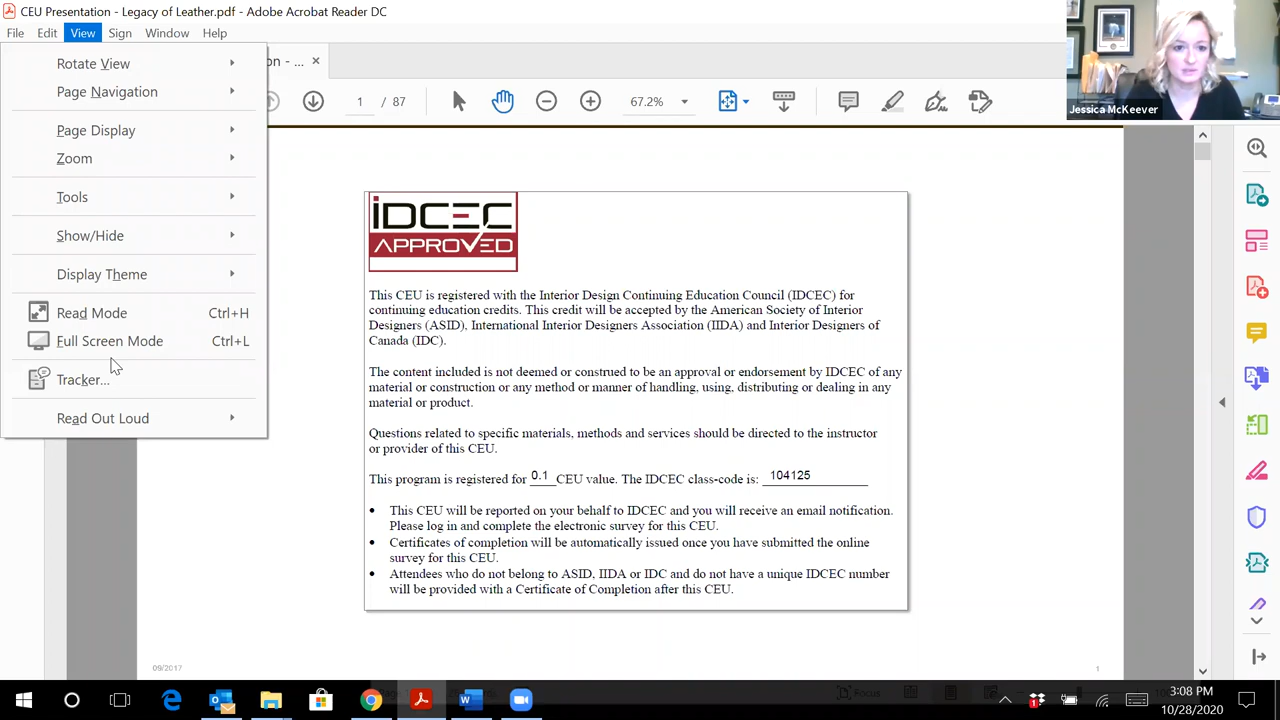 CEU Presentation - Legacy of Leather.pdf - Adobe Acrobat Reader DC
File Edit View Sign Window Help
Rotate View
Page Navigation
Page Display
Zoom
Tools
Show/Hide
Display Theme
Read Mode Ctrl+H
Full Screen Mode Ctrl+L
Tracker...
Read Out Loud
on - ... ×
1 / 87
67.2%
Jessica McKeever
iDCEC
APPROVED
This CEU is registered with the Interior Design Continuing Education Council (IDCEC) for
continuing education credits. This credit will be accepted by the American Society of Interior
Designers (ASID), International Interior Designers Association (IIDA) and Interior Designers of
Canada (IDC).
The content included is not deemed or construed to be an approval or endorsement by IDCEC of any
material or construction or any method or manner of handling, using, distributing or dealing in any
material or product.
Questions related to specific materials, methods and services should be directed to the instructor
or provider of this CEU.
This program is registered for 0.1 CEU value. The IDCEC class-code is: 104125
• This CEU will be reported on your behalf to IDCEC and you will receive an email notification.
Please log in and complete the electronic survey for this CEU.
• Certificates of completion will be automatically issued once you have submitted the online
survey for this CEU.
• Attendees who do not belong to ASID, IIDA or IDC and do not have a unique IDCEC number
will be provided with a Certificate of Completion after this CEU.
09/2017
1
Focus
3:08 PM
10/28/2020